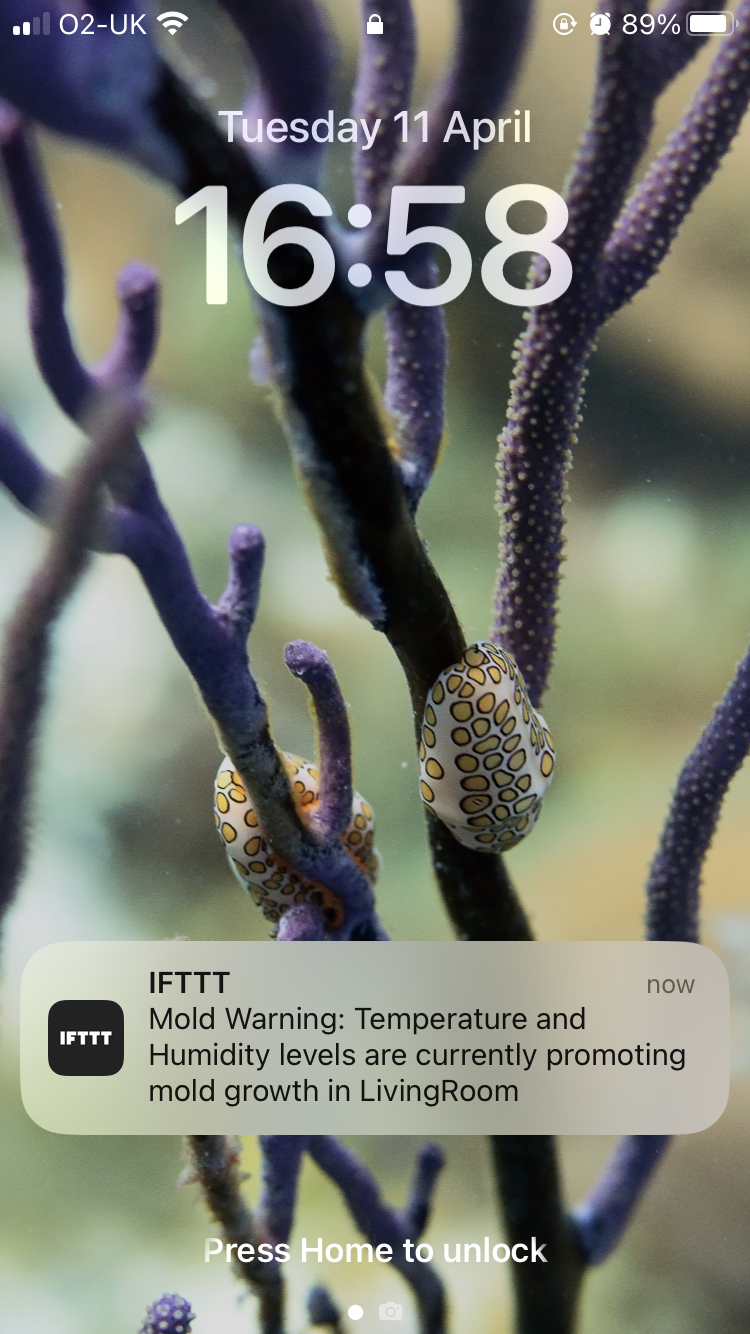 O2-UK 89%
Tuesday 11 April
16:58
IFTTT now
IFTTT
Mold Warning: Temperature and
Humidity levels are currently promoting
mold growth in LivingRoom
Press Home to unlock